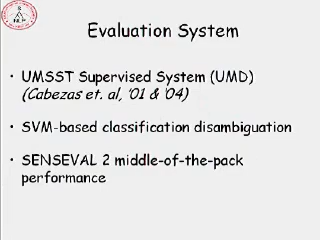 Evaluation System
• UMSST Supervised System (UMD)
(Cabezas et. al, '01 & '04)
• SVM-based classification disambiguation
• SENSEVAL 2 middle-of-the-pack
performance